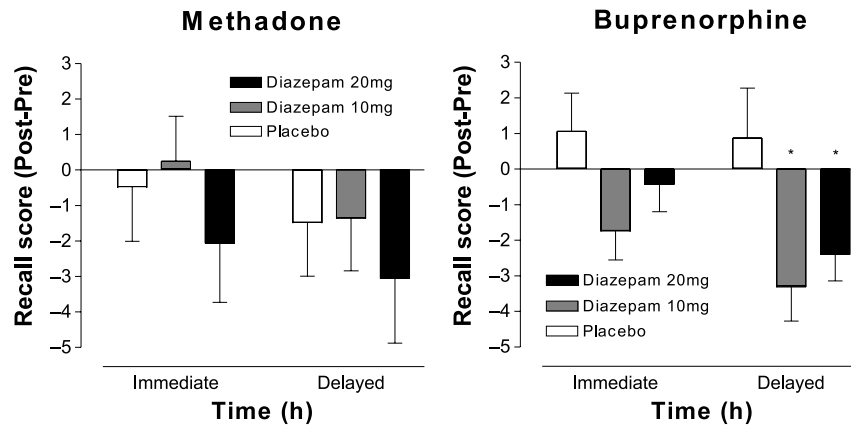 Methadone
Recall score (Post-Pre)
3
2
1
0
–1
–2
–3
–4
–5
Diazepam 20mg
Diazepam 10mg
Placebo
Immediate Delayed
Time (h)
Buprenorphine
Recall score (Post-Pre)
3
2
1
0
–1
–2
–3
–4
–5
* *
Diazepam 20mg
Diazepam 10mg
Placebo
Immediate Delayed
Time (h)